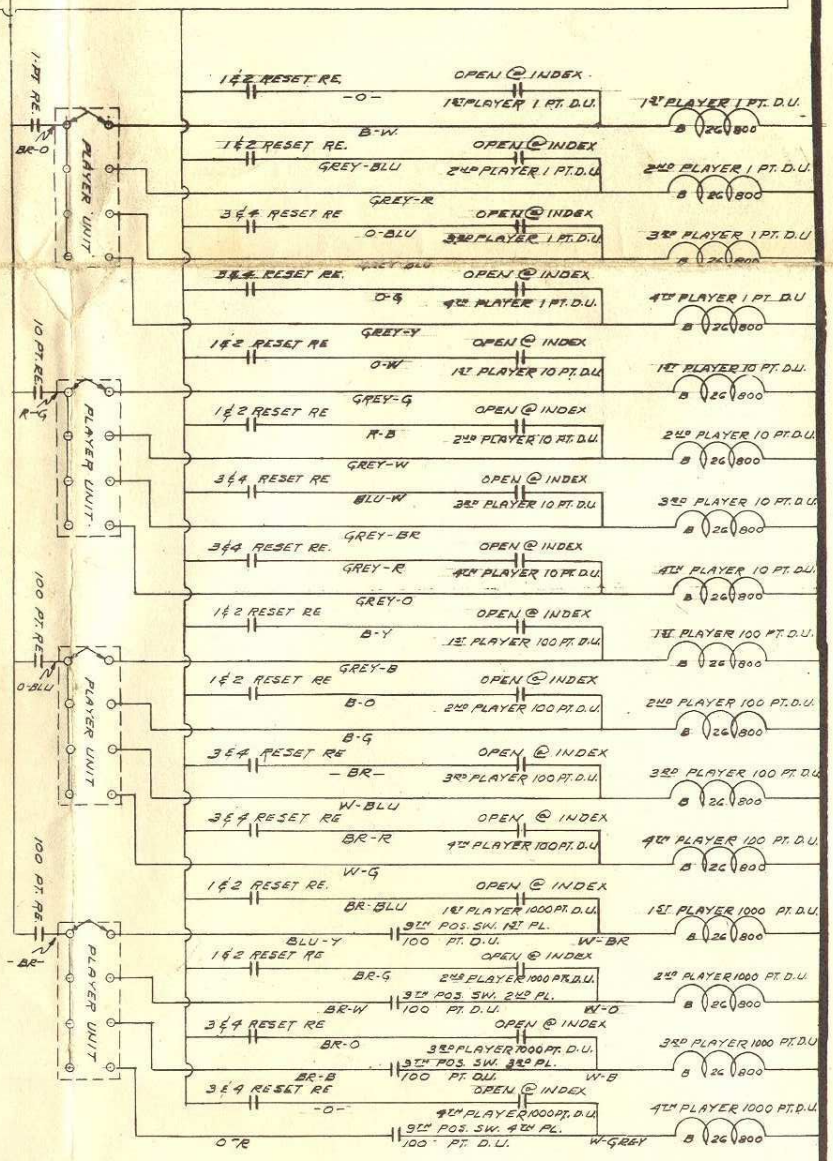 1-PT. RE.
BR-O
PLAYER UNIT
1 & 2 RESET RE.
-O-
OPEN @ INDEX
1ST PLAYER 1 PT. D.U.
1ST PLAYER 1 PT. D.U.
B-W
B 26 800
1 & 2 RESET RE.
GREY-BLU
OPEN @ INDEX
2ND PLAYER 1 PT. D.U.
2ND PLAYER 1 PT. D.U.
GREY-R
B 26 800
3 & 4 RESET RE
O-BLU
OPEN @ INDEX
3RD PLAYER 1 PT. D.U.
3RD PLAYER 1 PT. D.U
GREY-BLU
B 26 800
3 & 4 RESET RE.
O-G
OPEN @ INDEX
4TH PLAYER 1 PT. D.U.
4TH PLAYER 1 PT. D.U
GREY-Y
B 26 800
10 PT. RE.
R-G
PLAYER UNIT
1 & 2 RESET RE
O-W
OPEN @ INDEX
1ST PLAYER 10 PT. D.U.
1ST PLAYER 10 PT. D.U.
GREY-G
B 26 800
1 & 2 RESET RE
R-B
OPEN @ INDEX
2ND PLAYER 10 PT. D.U.
2ND PLAYER 10 PT. D.U.
GREY-W
B 26 800
3 & 4 RESET RE
BLU-W
OPEN @ INDEX
3RD PLAYER 10 PT. D.U.
3RD PLAYER 10 PT. D.U
GREY-BR
B 26 800
3 & 4 RESET RE.
GREY-R
OPEN @ INDEX
4TH PLAYER 10 PT. D.U.
4TH PLAYER 10 PT. D.U
GREY-O
B 26 800
100 PT. RE
O-BLU
PLAYER UNIT
1 & 2 RESET RE
B-Y
OPEN @ INDEX
1ST PLAYER 100 PT. D.U.
1ST PLAYER 100 PT. D.U
GREY-B
B 26 800
1 & 2 RESET RE
B-O
OPEN @ INDEX
2ND PLAYER 100 PT. D.U.
2ND PLAYER 100 PT. D.U.
B-G
B 26 800
3 & 4 RESET RE
-BR-
OPEN @ INDEX
3RD PLAYER 100 PT. D.U.
3RD PLAYER 100 PT. D.U
W-BLU
B 26 800
3 & 4 RESET RE
BR-R
OPEN @ INDEX
4TH PLAYER 100 PT. D.U.
4TH PLAYER 100 PT. D.U
W-G
B 26 800
100 PT. RE.
-BR-
PLAYER UNIT
1 & 2 RESET RE.
BR-BLU
OPEN @ INDEX
1ST PLAYER 1000 PT. D.U.
1ST PLAYER 1000 PT. D.U
BLU-Y
9TH POS. SW. 1ST PL.
100 PT. D.U.
W-BR
B 26 800
1 & 2 RESET RE
BR-G
OPEN @ INDEX
2ND PLAYER 1000 PT. D.U.
2ND PLAYER 1000 PT. D.U
BR-W
9TH POS. SW. 2ND PL.
100 PT. D.U.
W-O
B 26 800
3 & 4 RESET RE
BR-O
OPEN @ INDEX
3RD PLAYER 1000 PT. D.U.
3RD PLAYER 1000 PT. D.U
BR-B
9TH POS. SW. 3RD PL.
100 PT. D.U.
W-B
B 26 800
3 & 4 RESET RE
-O-
OPEN @ INDEX
4TH PLAYER 1000 PT. D.U.
4TH PLAYER 1000 PT. D.U
O-R
9TH POS. SW. 4TH PL.
100 PT. D.U.
W-GREY
B 26 800